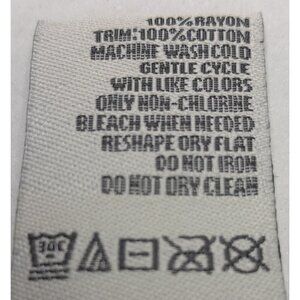 100% RAYON
TRIM:100% COTTON
MACHINE WASH COLD
GENTLE CYCLE
WITH LIKE COLORS
ONLY NON-CHLORINE
BLEACH WHEN NEEDED
RESHAPE DRY FLAT
DO NOT IRON
DO NOT DRY CLEAN
30C